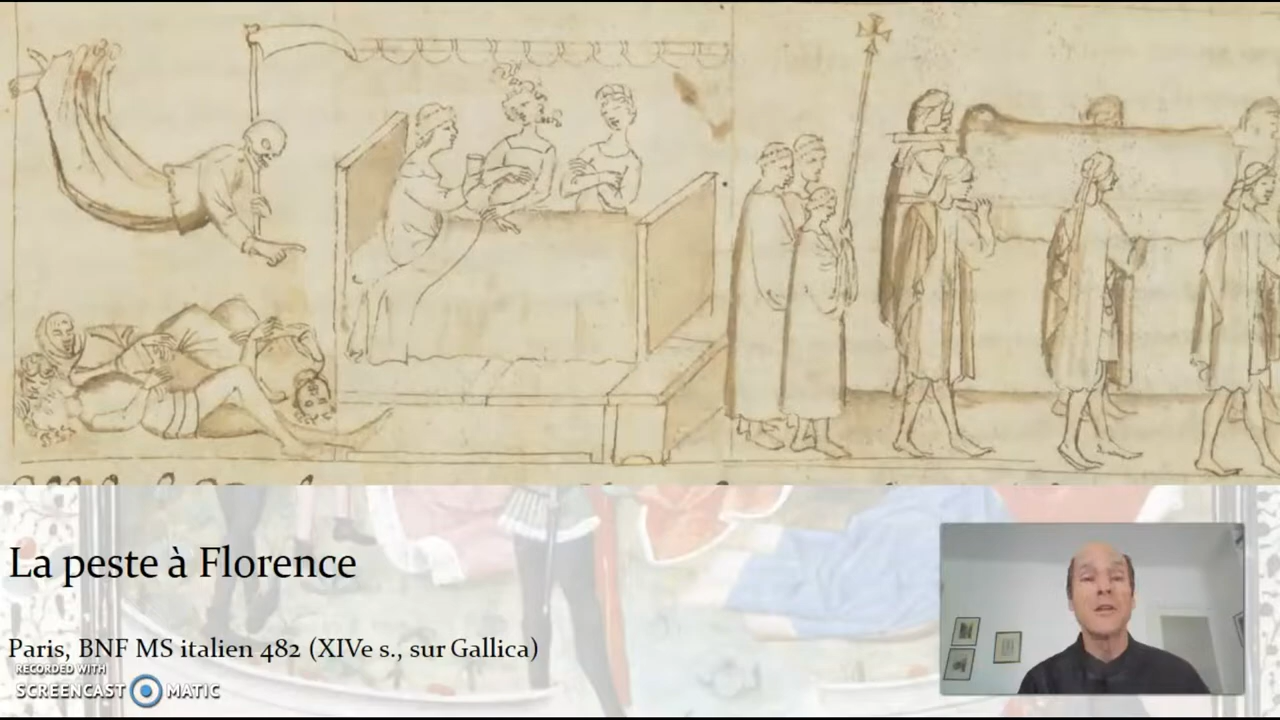 La peste à Florence
Paris, BNF MS italien 482 (XIVe s., sur Gallica)
RECORDED WITH
SCREENCAST MATIC